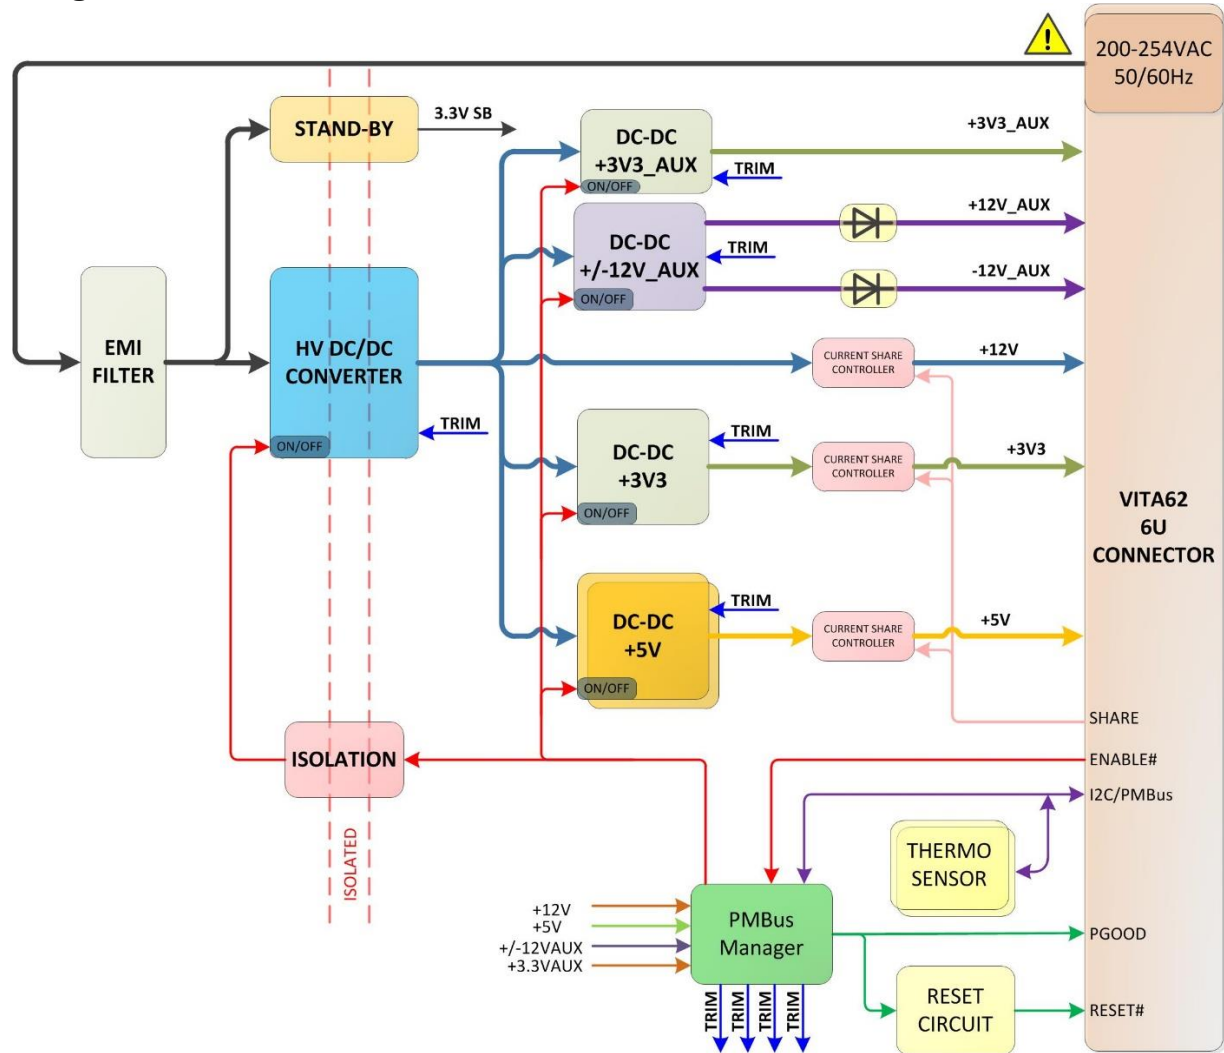 200-254VAC
50/60Hz
STAND-BY
3.3V SB
DC-DC
+3V3_AUX
ON/OFF
TRIM
+3V3_AUX
DC-DC
+/-12V_AUX
ON/OFF
TRIM
+12V_AUX
-12V_AUX
EMI
FILTER
HV DC/DC
CONVERTER
ON/OFF
TRIM
CURRENT SHARE
CONTROLLER
+12V
DC-DC
+3V3
ON/OFF
TRIM
CURRENT SHARE
CONTROLLER
+3V3
VITA62
6U
CONNECTOR
DC-DC
+5V
ON/OFF
TRIM
CURRENT SHARE
CONTROLLER
+5V
SHARE
ISOLATION
ENABLE#
I2C/PMBus
ISOLATED
THERMO
SENSOR
+12V
+5V
+/-12VAUX
+3.3VAUX
PMBus
Manager
PGOOD
TRIM
TRIM
TRIM
TRIM
RESET
CIRCUIT
RESET#